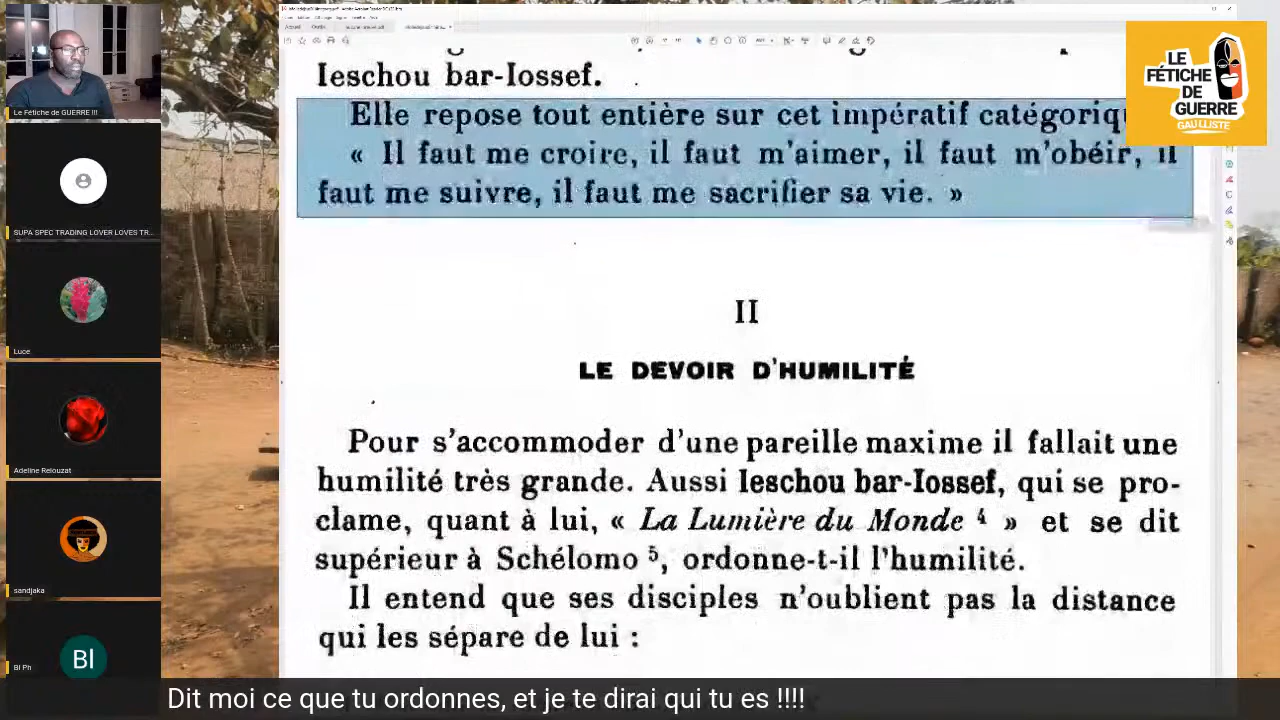 LE
FÉTICHE
DE
GUERRE
GAULLISTE
Ieschou bar-Iossef.
Elle repose tout entière sur cet impératif
« Il faut me croire, il faut m'aimer, il faut m'obéir, il
faut me suivre, il faut me sacrifier sa vie. »
II
LE DEVOIR D'HUMILITÉ
Pour s'accommoder d'une pareille maxime il fallait une
humilité très grande. Aussi Ieschou bar-Iossef, qui se pro-
clame, quant à lui, « La Lumière du Monde 4 » et se dit
supérieur à Schélomo 5, ordonne-t-il l'humilité.
Il entend que ses disciples n'oublient pas la distance
qui les sépare de lui :
Le Fétiche de GUERRE !!!
SUPA SPEC TRADING LOVER LOVES TR...
Luce
Adeline Relouzat
sandjaka
Bl
Bl Ph
Dit moi ce que tu ordonnes, et je te dirai qui tu es !!!!